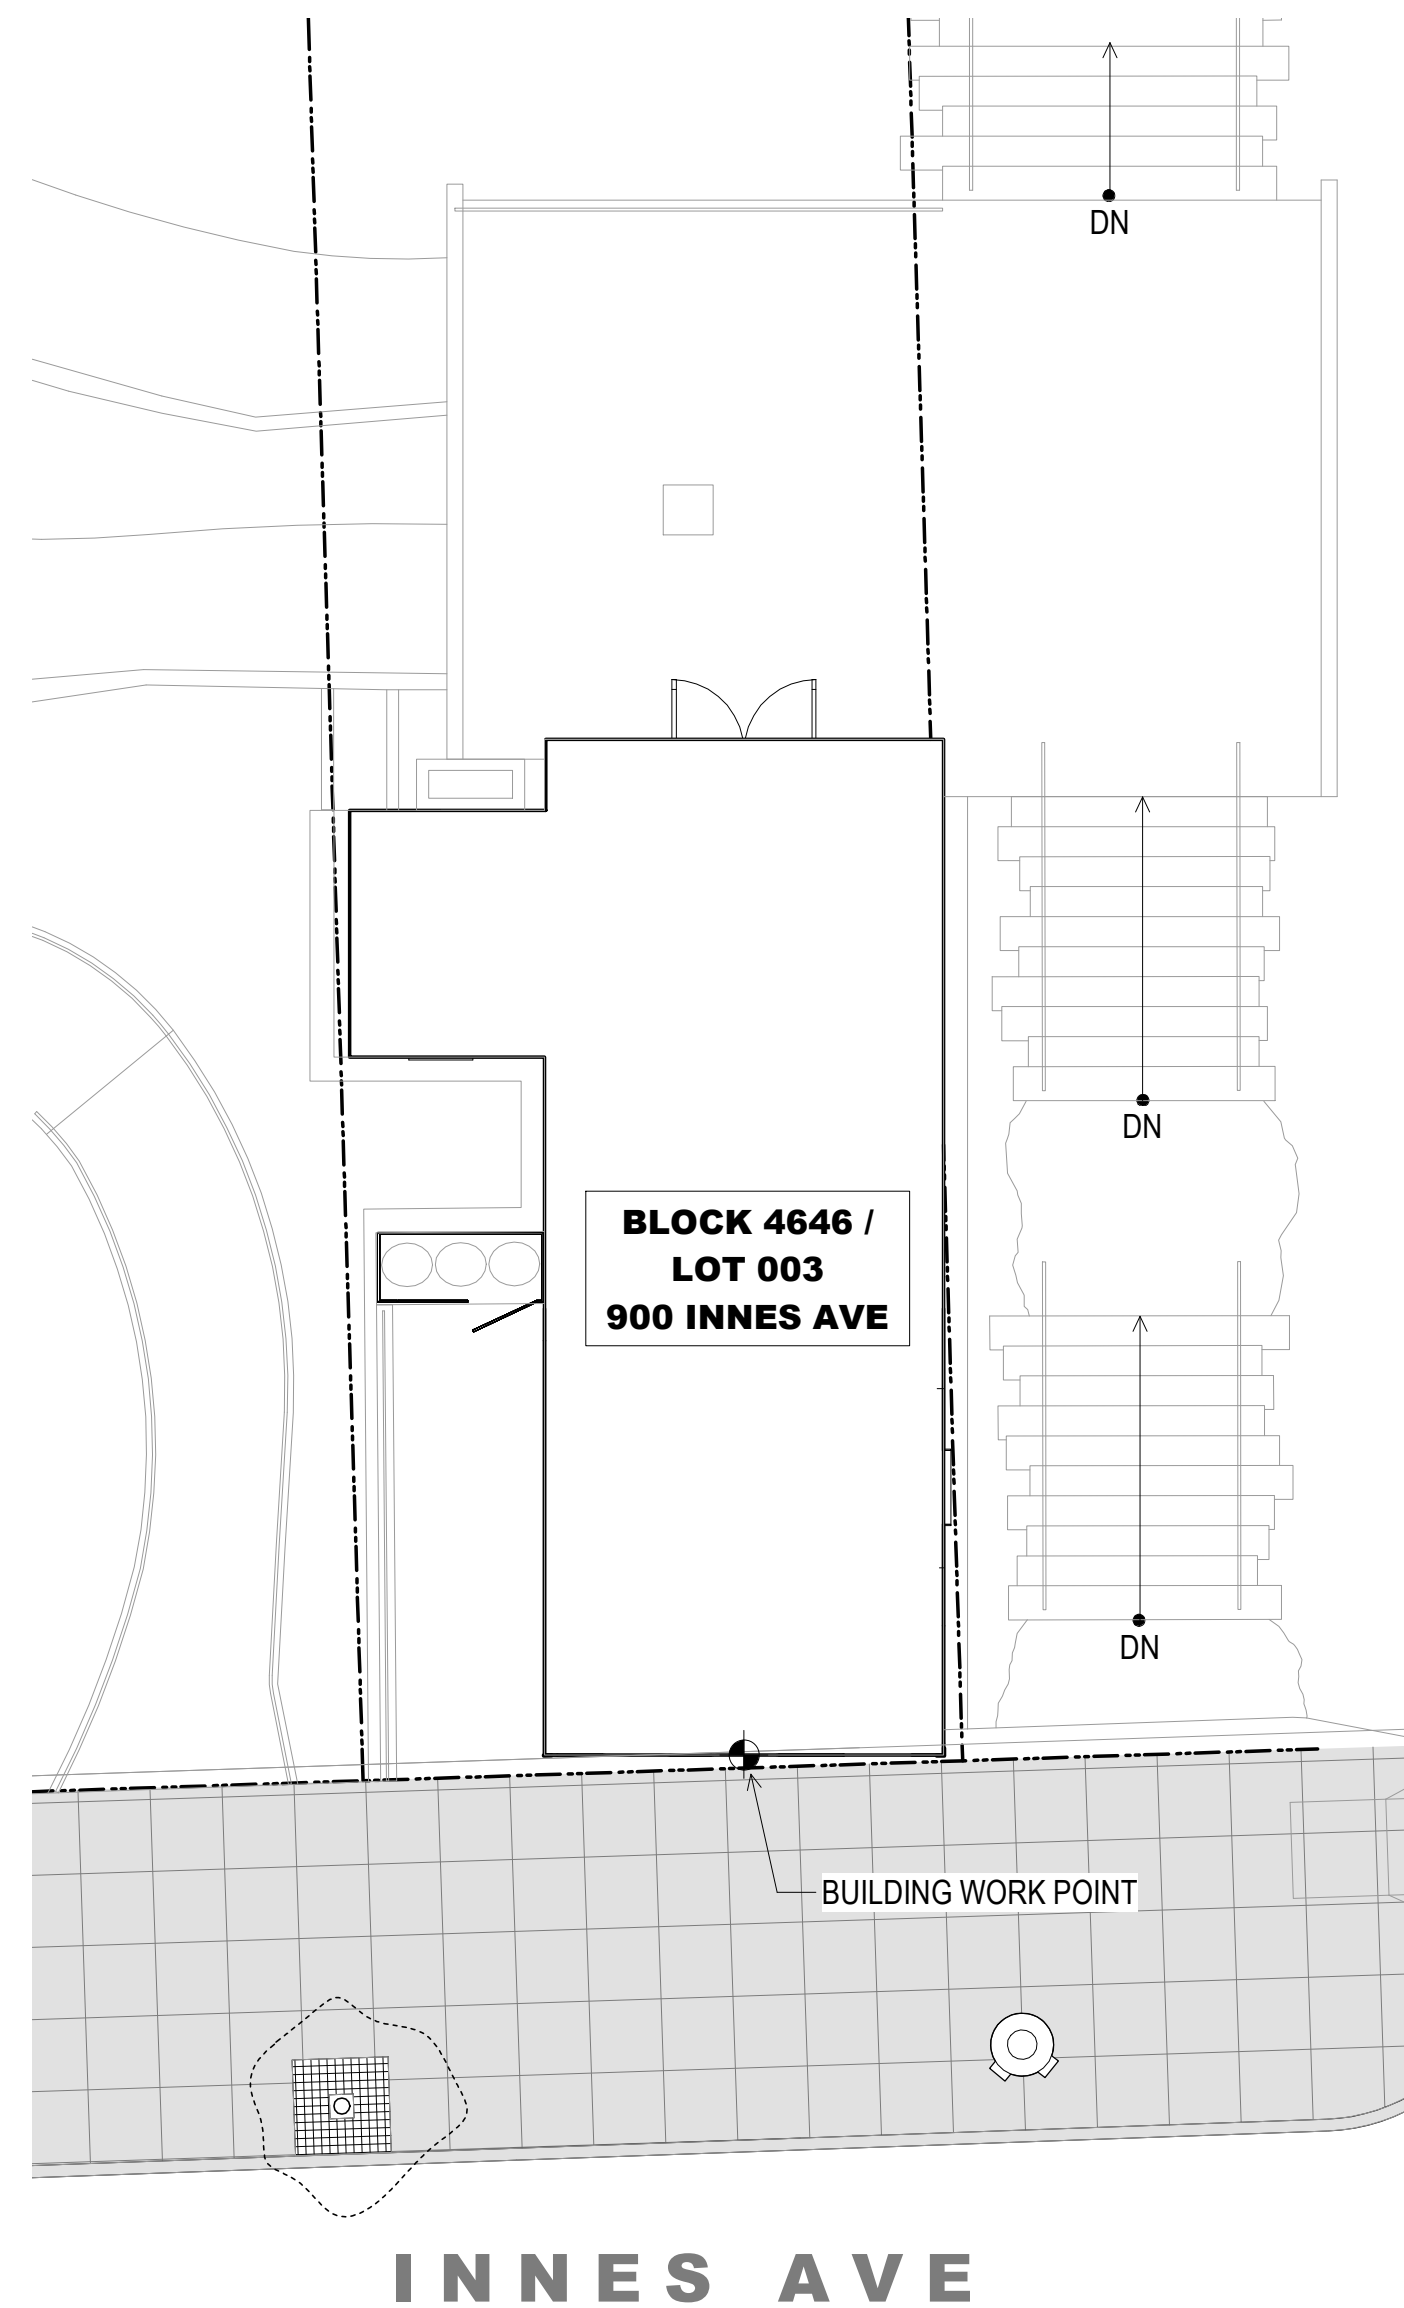 DN
DN
BLOCK 4646 /
LOT 003
900 INNES AVE
DN
BUILDING WORK POINT
INNES AVE